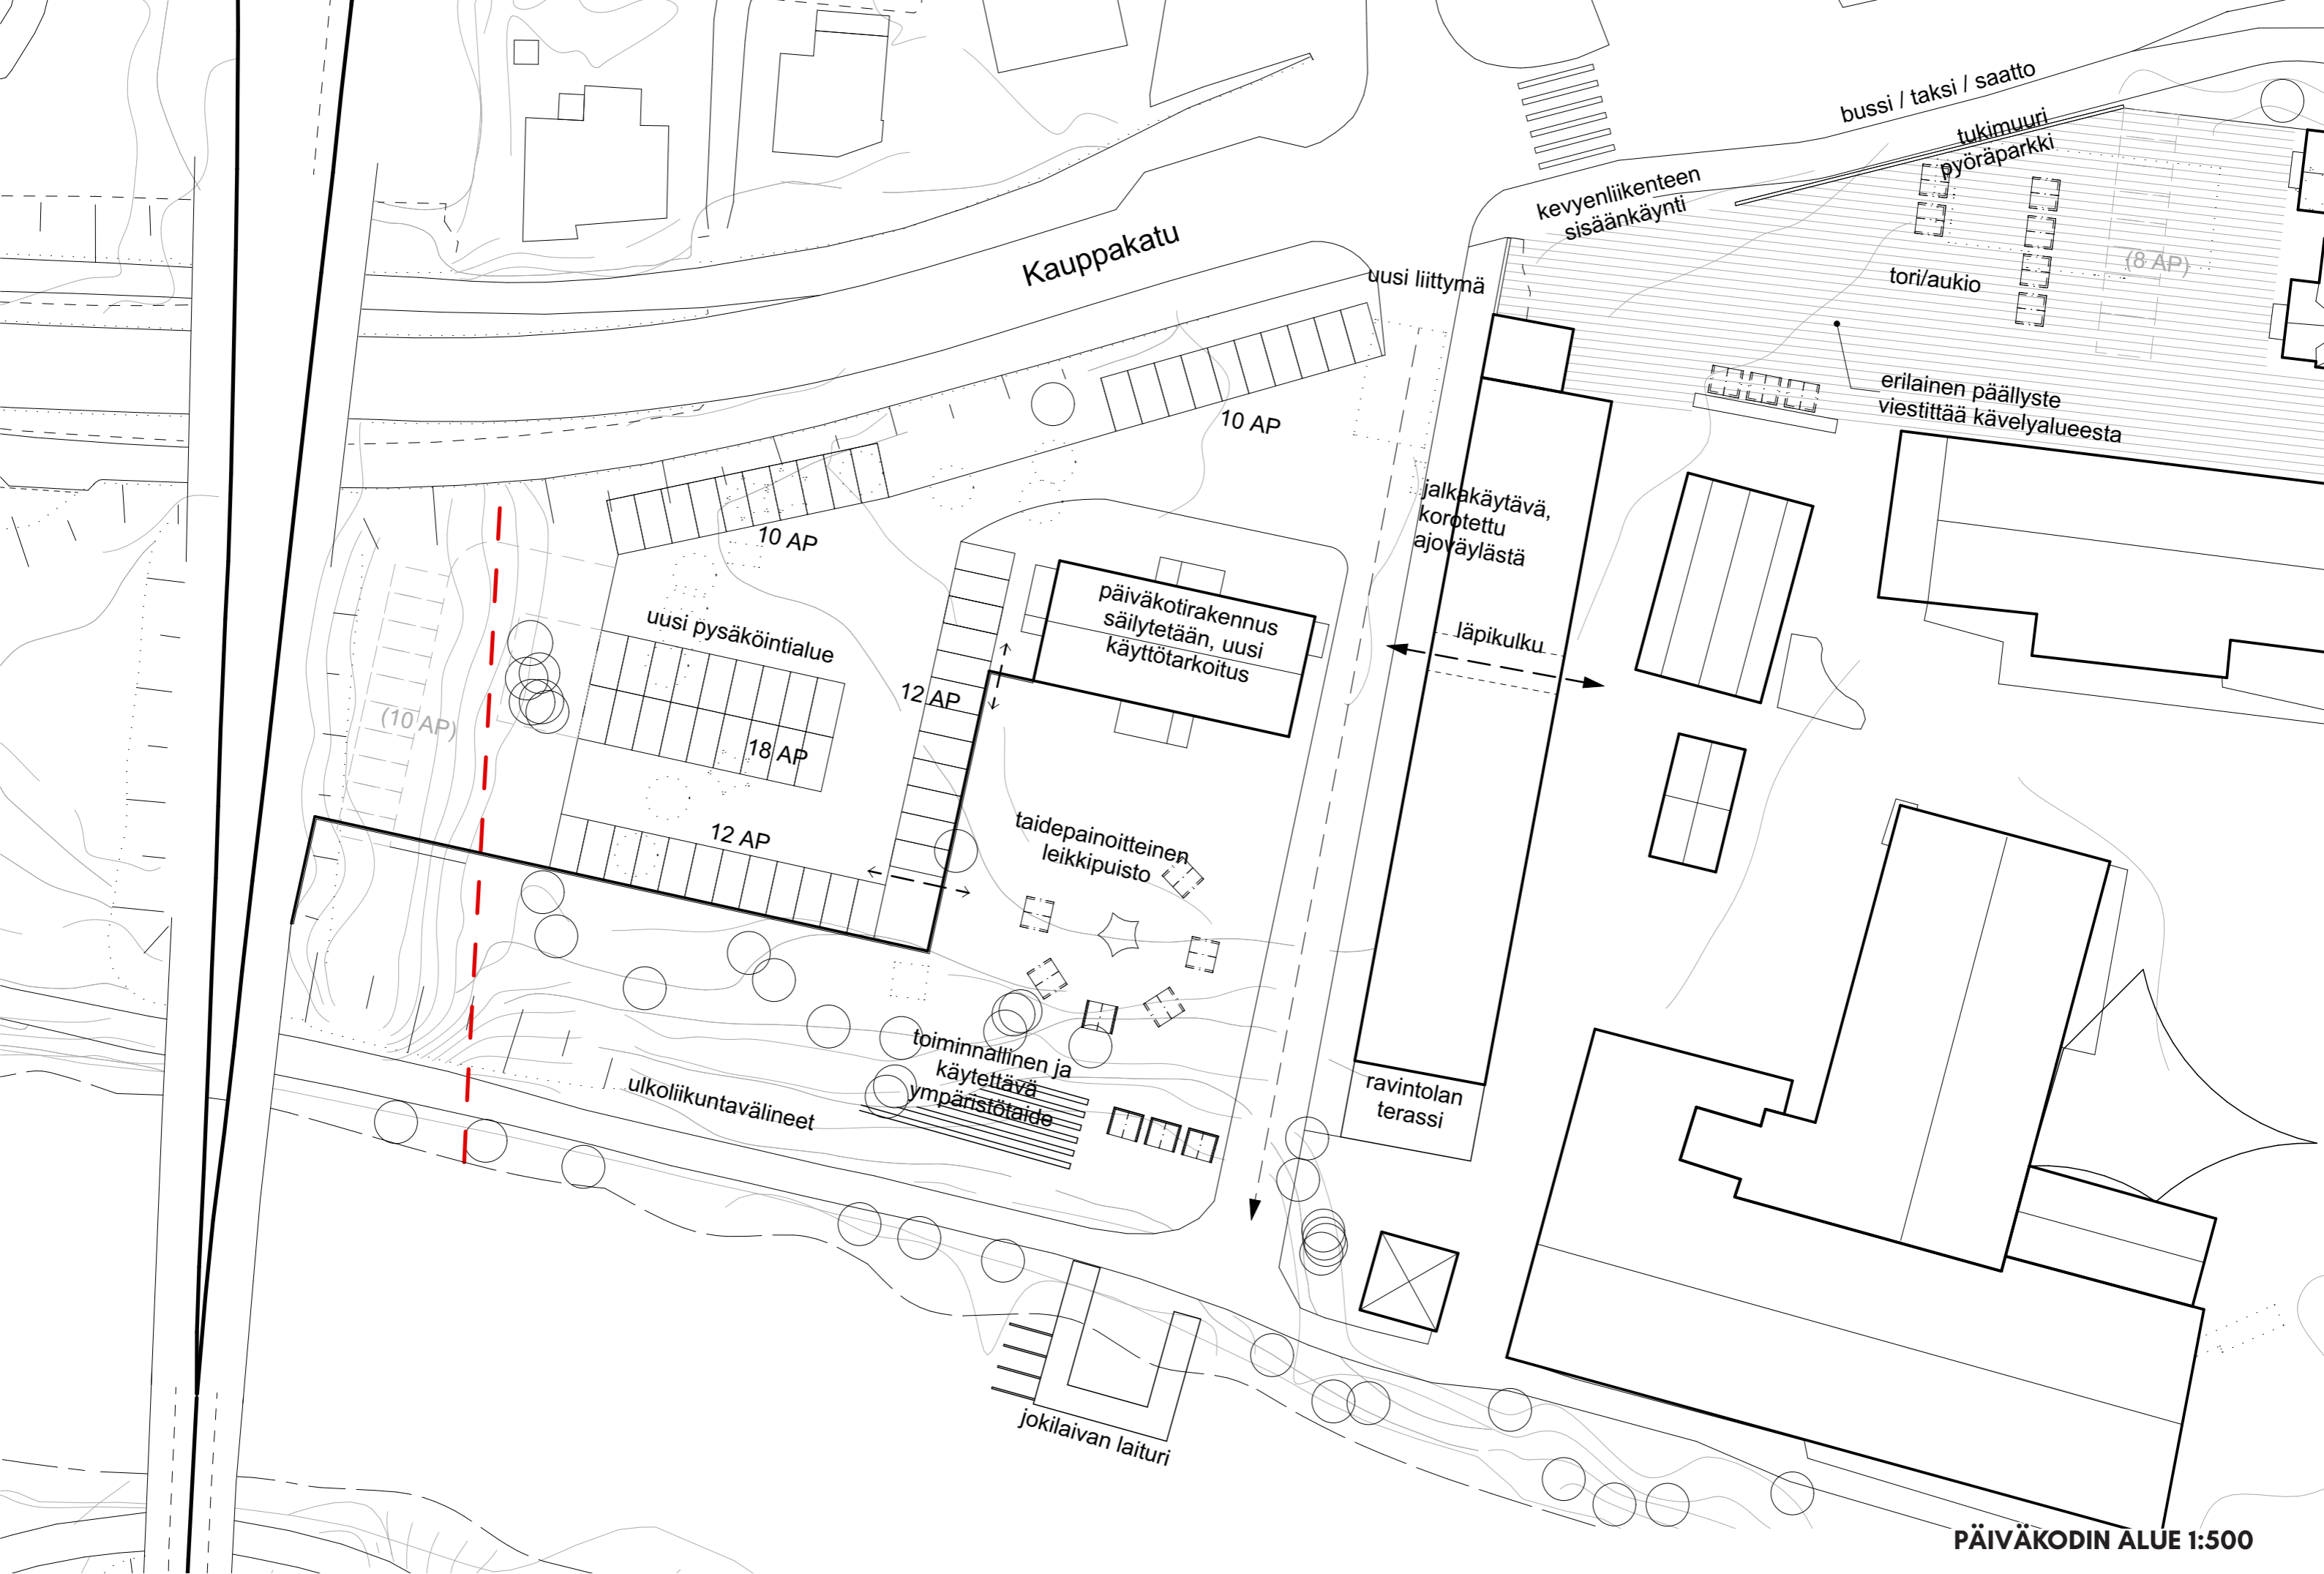 bussi / taksi / saatto
tukimuuri
pyöräparkki
kevyenliikenteen
sisäänkäynti
Kauppakatu
uusi liittymä
tori/aukio
(8 AP)
erilainen päällyste
viestittää kävelyalueesta
10 AP
jalkakäytävä,
korotettu
ajoväylästä
10 AP
päiväkotirakennus
säilytetään, uusi
käyttötarkoitus
uusi pysäköintialue
läpikulku
12 AP
(10 AP)
18 AP
12 AP
taidepainoitteinen
leikkipuisto
toiminnallinen ja
käytettävä
ympäristötaide
ulkoliikuntavälineet
ravintolan
terassi
jokilaivan laituri
PÄIVÄKODIN ALUE 1:500